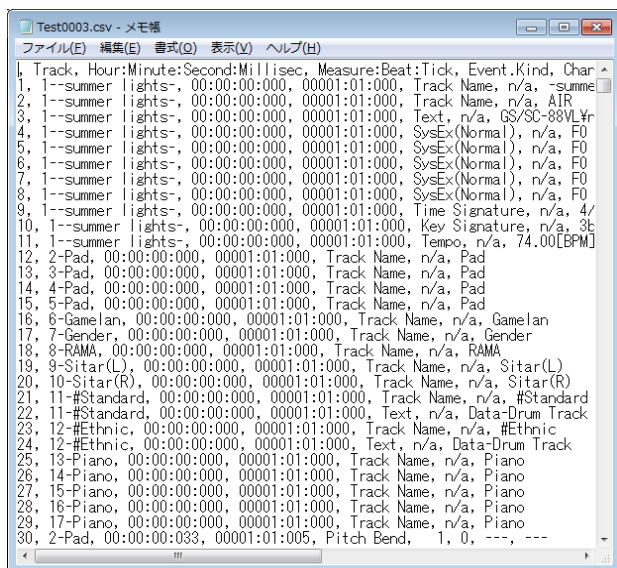 Test0003.csv - メモ帳
ファイル(F) 編集(E) 書式(O) 表示(V) ヘルプ(H)
, Track, Hour:Minute:Second:Millisec, Measure:Beat:Tick, Event.Kind, Char
1, 1--summer lights-, 00:00:00:000, 00001:01:000, Track Name, n/a, -summe
2, 1--summer lights-, 00:00:00:000, 00001:01:000, Track Name, n/a, AIR
3, 1--summer lights-, 00:00:00:000, 00001:01:000, Text, n/a, GS/SC-88VL¥r
4, 1--summer lights-, 00:00:00:000, 00001:01:000, SysEx(Normal), n/a, F0
5, 1--summer lights-, 00:00:00:000, 00001:01:000, SysEx(Normal), n/a, F0
6, 1--summer lights-, 00:00:00:000, 00001:01:000, SysEx(Normal), n/a, F0
7, 1--summer lights-, 00:00:00:000, 00001:01:000, SysEx(Normal), n/a, F0
8, 1--summer lights-, 00:00:00:000, 00001:01:000, SysEx(Normal), n/a, F0
9, 1--summer lights-, 00:00:00:000, 00001:01:000, Time Signature, n/a, 4/
10, 1--summer lights-, 00:00:00:000, 00001:01:000, Key Signature, n/a, 3b
11, 1--summer lights-, 00:00:00:000, 00001:01:000, Tempo, n/a, 74.00[BPM]
12, 2-Pad, 00:00:00:000, 00001:01:000, Track Name, n/a, Pad
13, 3-Pad, 00:00:00:000, 00001:01:000, Track Name, n/a, Pad
14, 4-Pad, 00:00:00:000, 00001:01:000, Track Name, n/a, Pad
15, 5-Pad, 00:00:00:000, 00001:01:000, Track Name, n/a, Pad
16, 6-Gamelan, 00:00:00:000, 00001:01:000, Track Name, n/a, Gamelan
17, 7-Gender, 00:00:00:000, 00001:01:000, Track Name, n/a, Gender
18, 8-RAMA, 00:00:00:000, 00001:01:000, Track Name, n/a, RAMA
19, 9-Sitar(L), 00:00:00:000, 00001:01:000, Track Name, n/a, Sitar(L)
20, 10-Sitar(R), 00:00:00:000, 00001:01:000, Track Name, n/a, Sitar(R)
21, 11-#Standard, 00:00:00:000, 00001:01:000, Track Name, n/a, #Standard
22, 11-#Standard, 00:00:00:000, 00001:01:000, Text, n/a, Data-Drum Track
23, 12-#Ethnic, 00:00:00:000, 00001:01:000, Track Name, n/a, #Ethnic
24, 12-#Ethnic, 00:00:00:000, 00001:01:000, Text, n/a, Data-Drum Track
25, 13-Piano, 00:00:00:000, 00001:01:000, Track Name, n/a, Piano
26, 14-Piano, 00:00:00:000, 00001:01:000, Track Name, n/a, Piano
27, 15-Piano, 00:00:00:000, 00001:01:000, Track Name, n/a, Piano
28, 16-Piano, 00:00:00:000, 00001:01:000, Track Name, n/a, Piano
29, 17-Piano, 00:00:00:000, 00001:01:000, Track Name, n/a, Piano
30, 2-Pad, 00:00:00:033, 00001:01:005, Pitch Bend, 1, 0, ---, ---